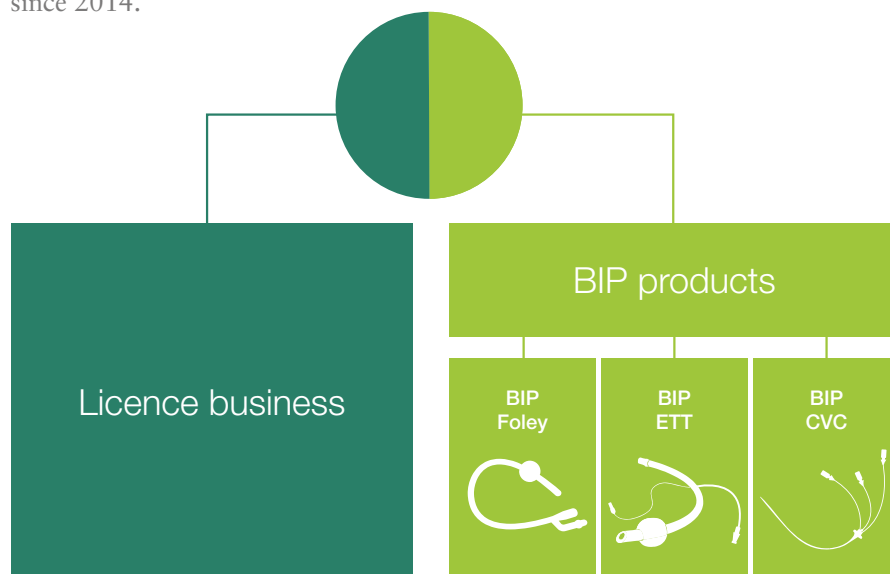 since 2014.
BIP products
Licence business
BIP
Foley
BIP
ETT
BIP
CVC